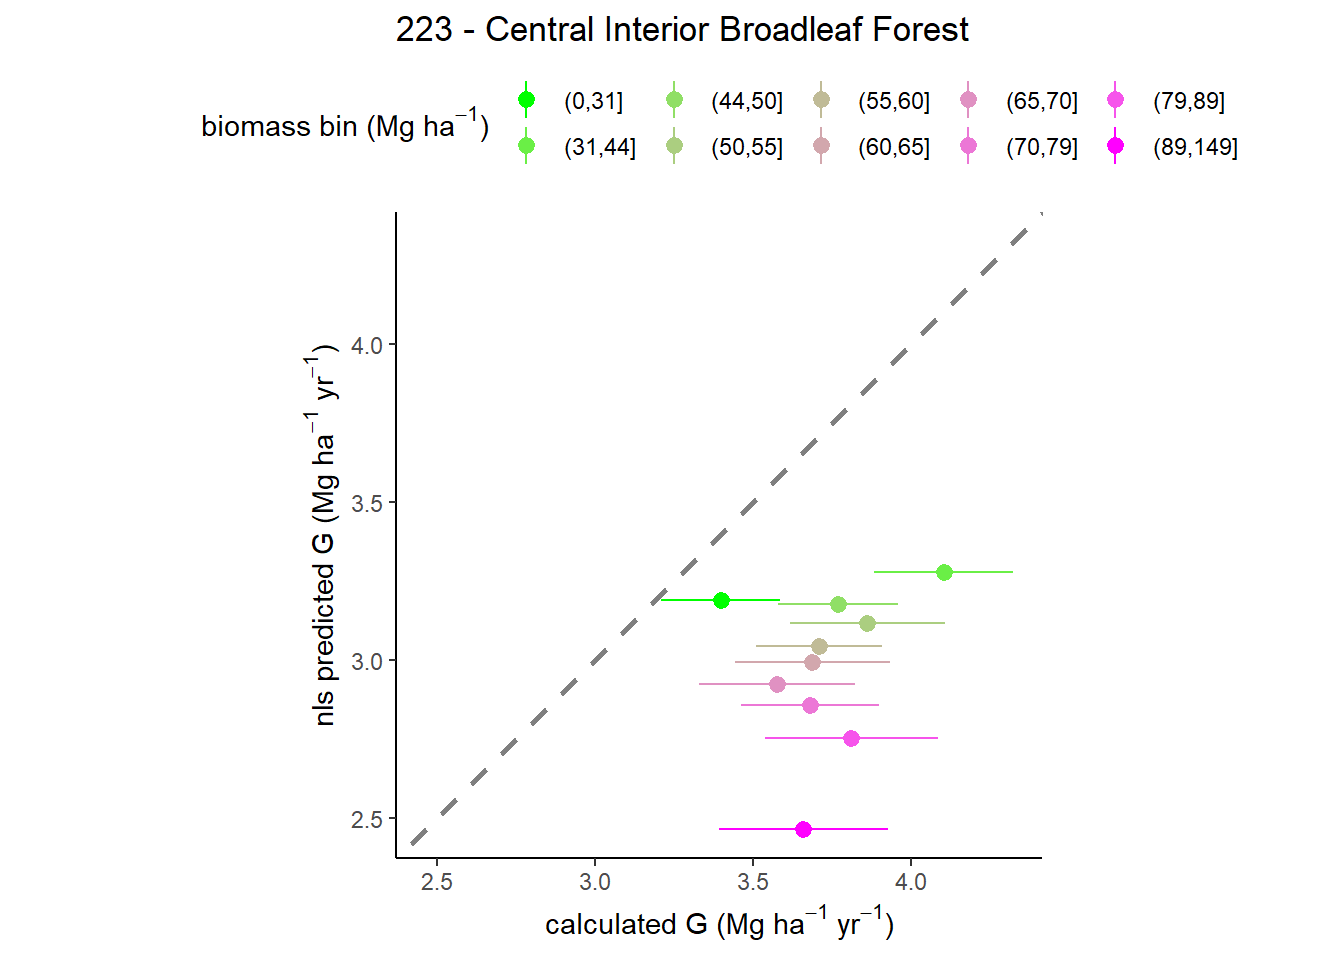 223 - Central Interior Broadleaf Forest
biomass bin (Mg ha⁻¹)
(0,31] (44,50] (55,60] (65,70] (79,89]
(31,44] (50,55] (60,65] (70,79] (89,149]
nls predicted G (Mg ha⁻¹ yr⁻¹)
4.0
3.5
3.0
2.5
2.5 3.0 3.5 4.0
calculated G (Mg ha⁻¹ yr⁻¹)